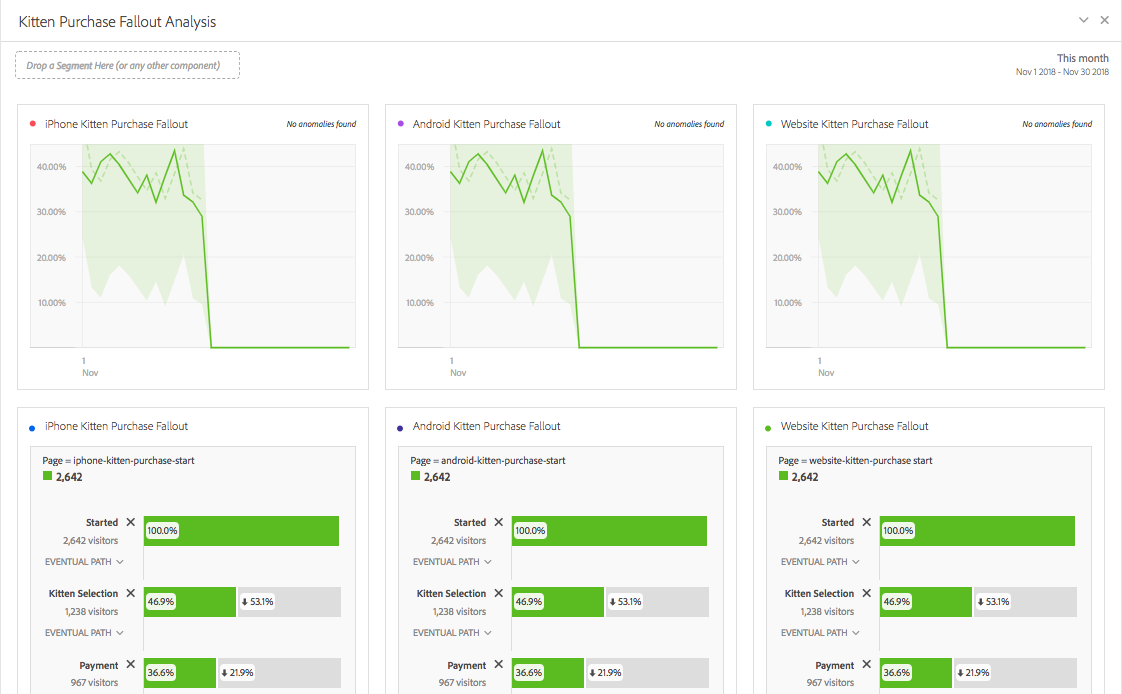 Kitten Purchase Fallout Analysis
Drop a Segment Here (or any other component)
This month
Nov 1 2018 - Nov 30 2018
iPhone Kitten Purchase Fallout
No anomalies found
40.00%
30.00%
20.00%
10.00%
1
Nov
Android Kitten Purchase Fallout
No anomalies found
40.00%
30.00%
20.00%
10.00%
1
Nov
Website Kitten Purchase Fallout
No anomalies found
40.00%
30.00%
20.00%
10.00%
1
Nov
iPhone Kitten Purchase Fallout
Page = iphone-kitten-purchase-start
2,642
Started
100.0%
2,642 visitors
EVENTUAL PATH
Kitten Selection
46.9%
53.1%
1,238 visitors
EVENTUAL PATH
Payment
36.6%
21.9%
967 visitors
Android Kitten Purchase Fallout
Page = android-kitten-purchase-start
2,642
Started
100.0%
2,642 visitors
EVENTUAL PATH
Kitten Selection
46.9%
53.1%
1,238 visitors
EVENTUAL PATH
Payment
36.6%
21.9%
967 visitors
Website Kitten Purchase Fallout
Page = website-kitten-purchase start
2,642
Started
100.0%
2,642 visitors
EVENTUAL PATH
Kitten Selection
46.9%
53.1%
1,238 visitors
EVENTUAL PATH
Payment
36.6%
21.9%
967 visitors